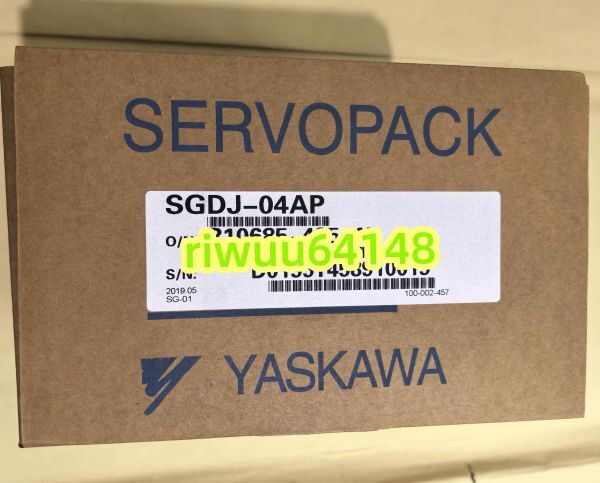 SERVOPACK
SGDJ-04AP
O/N
riwuu64148
S/N:
2019.05
SG-01
100-002-457
YASKAWA